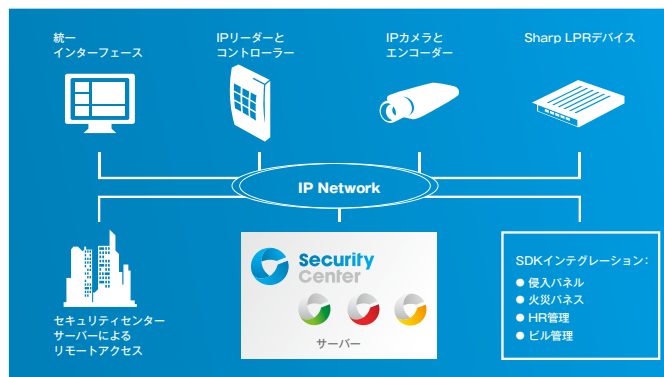 統一
インターフェース
IPリーダーと
コントローラー
IPカメラと
エンコーダー
Sharp LPRデバイス
IP Network
セキュリティセンター
サーバーによる
リモートアクセス
Security
Center
サーバー
SDKインテグレーション:
● 侵入パネル
● 火災パネス
● HR管理
● ビル管理